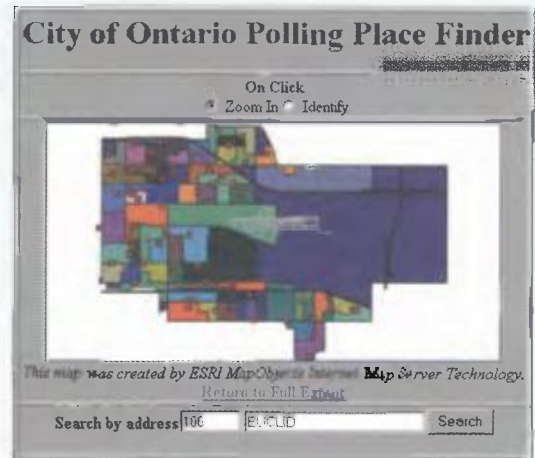 City of Ontario Polling Place Finder
On Click
Zoom In Identify
This map was created by ESRI MapObjects Internet Map Server Technology.
Return to Full Extent
Search by address 100 EUCLID Search